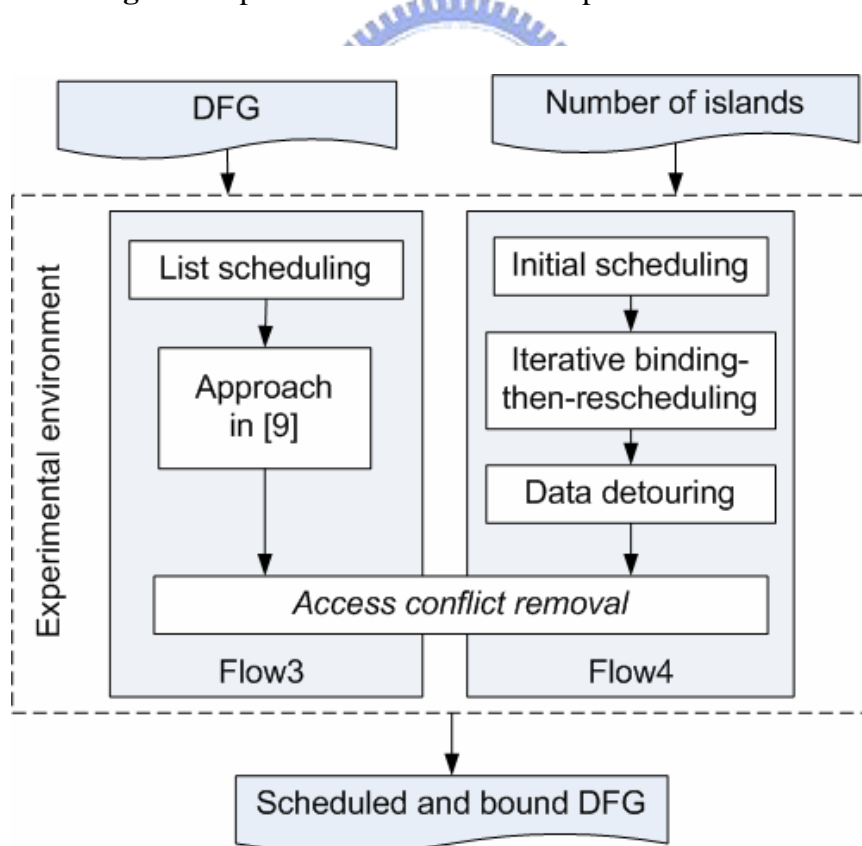 DFG
Number of islands
Experimental environment
List scheduling
Approach
in [9]
Initial scheduling
Iterative binding-
then-rescheduling
Data detouring
Access conflict removal
Flow3
Flow4
Scheduled and bound DFG